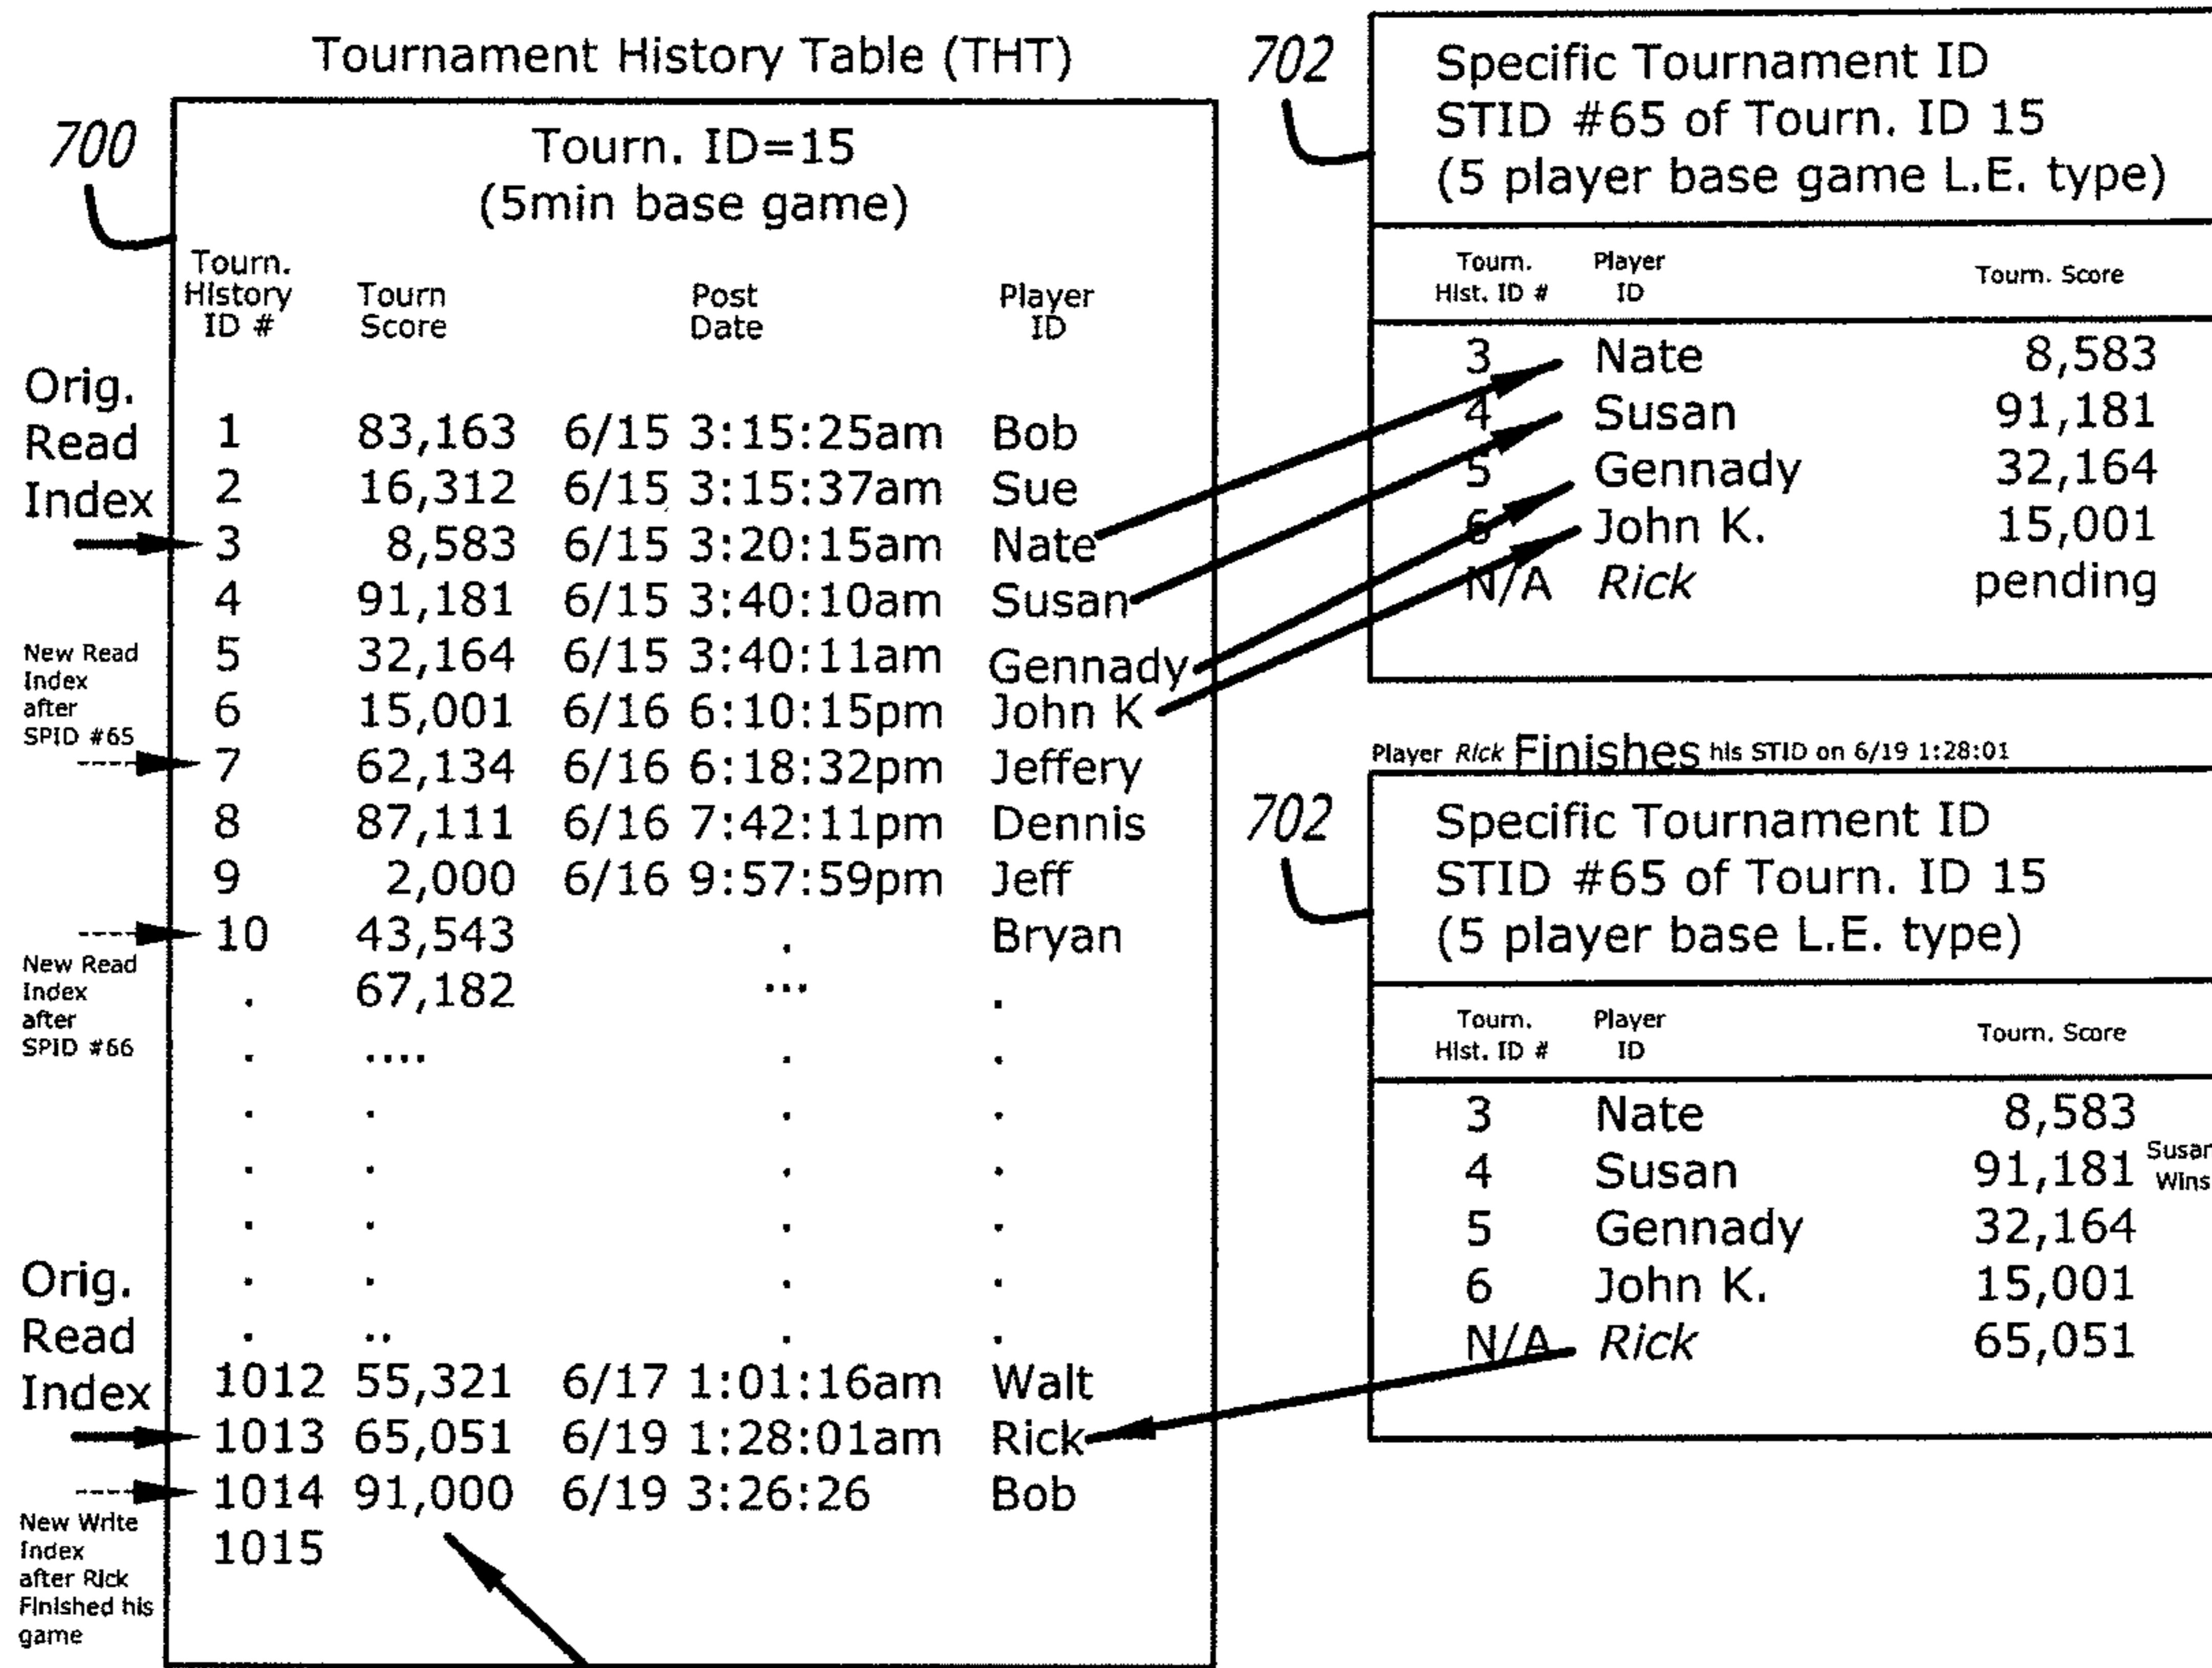 Tournament History Table (THT)
700
Tourn. ID=15
(5min base game)
Tourn.
History
ID #
Tourn
Score
Post
Date
Player
ID
Orig.
Read
Index
1 83,163 6/15 3:15:25am Bob
2 16,312 6/15 3:15:37am Sue
3 8,583 6/15 3:20:15am Nate
4 91,181 6/15 3:40:10am Susan
5 32,164 6/15 3:40:11am Gennady
6 15,001 6/16 6:10:15pm John K
New Read
Index
after
SPID #65
7 62,134 6/16 6:18:32pm Jeffery
8 87,111 6/16 7:42:11pm Dennis
9 2,000 6/16 9:57:59pm Jeff
10 43,543 . Bryan
New Read
Index
after
SPID #66
. 67,182 ... .
. .... . .
. . . .
. . . .
. . . .
. . . .
. .. . .
Orig.
Read
Index
1012 55,321 6/17 1:01:16am Walt
1013 65,051 6/19 1:28:01am Rick
1014 91,000 6/19 3:26:26 Bob
1015
New Write
Index
after Rick
Finished his
game
702
Specific Tournament ID
STID #65 of Tourn. ID 15
(5 player base game L.E. type)
Tourn.
Hist. ID #
Player
ID
Tourn. Score
3 Nate 8,583
4 Susan 91,181
5 Gennady 32,164
6 John K. 15,001
N/A Rick pending
Player Rick Finishes his STID on 6/19 1:28:01
702
Specific Tournament ID
STID #65 of Tourn. ID 15
(5 player base L.E. type)
Tourn.
Hist. ID #
Player
ID
Tourn. Score
3 Nate 8,583
4 Susan 91,181
Susan
Wins
5 Gennady 32,164
6 John K. 15,001
N/A Rick 65,051